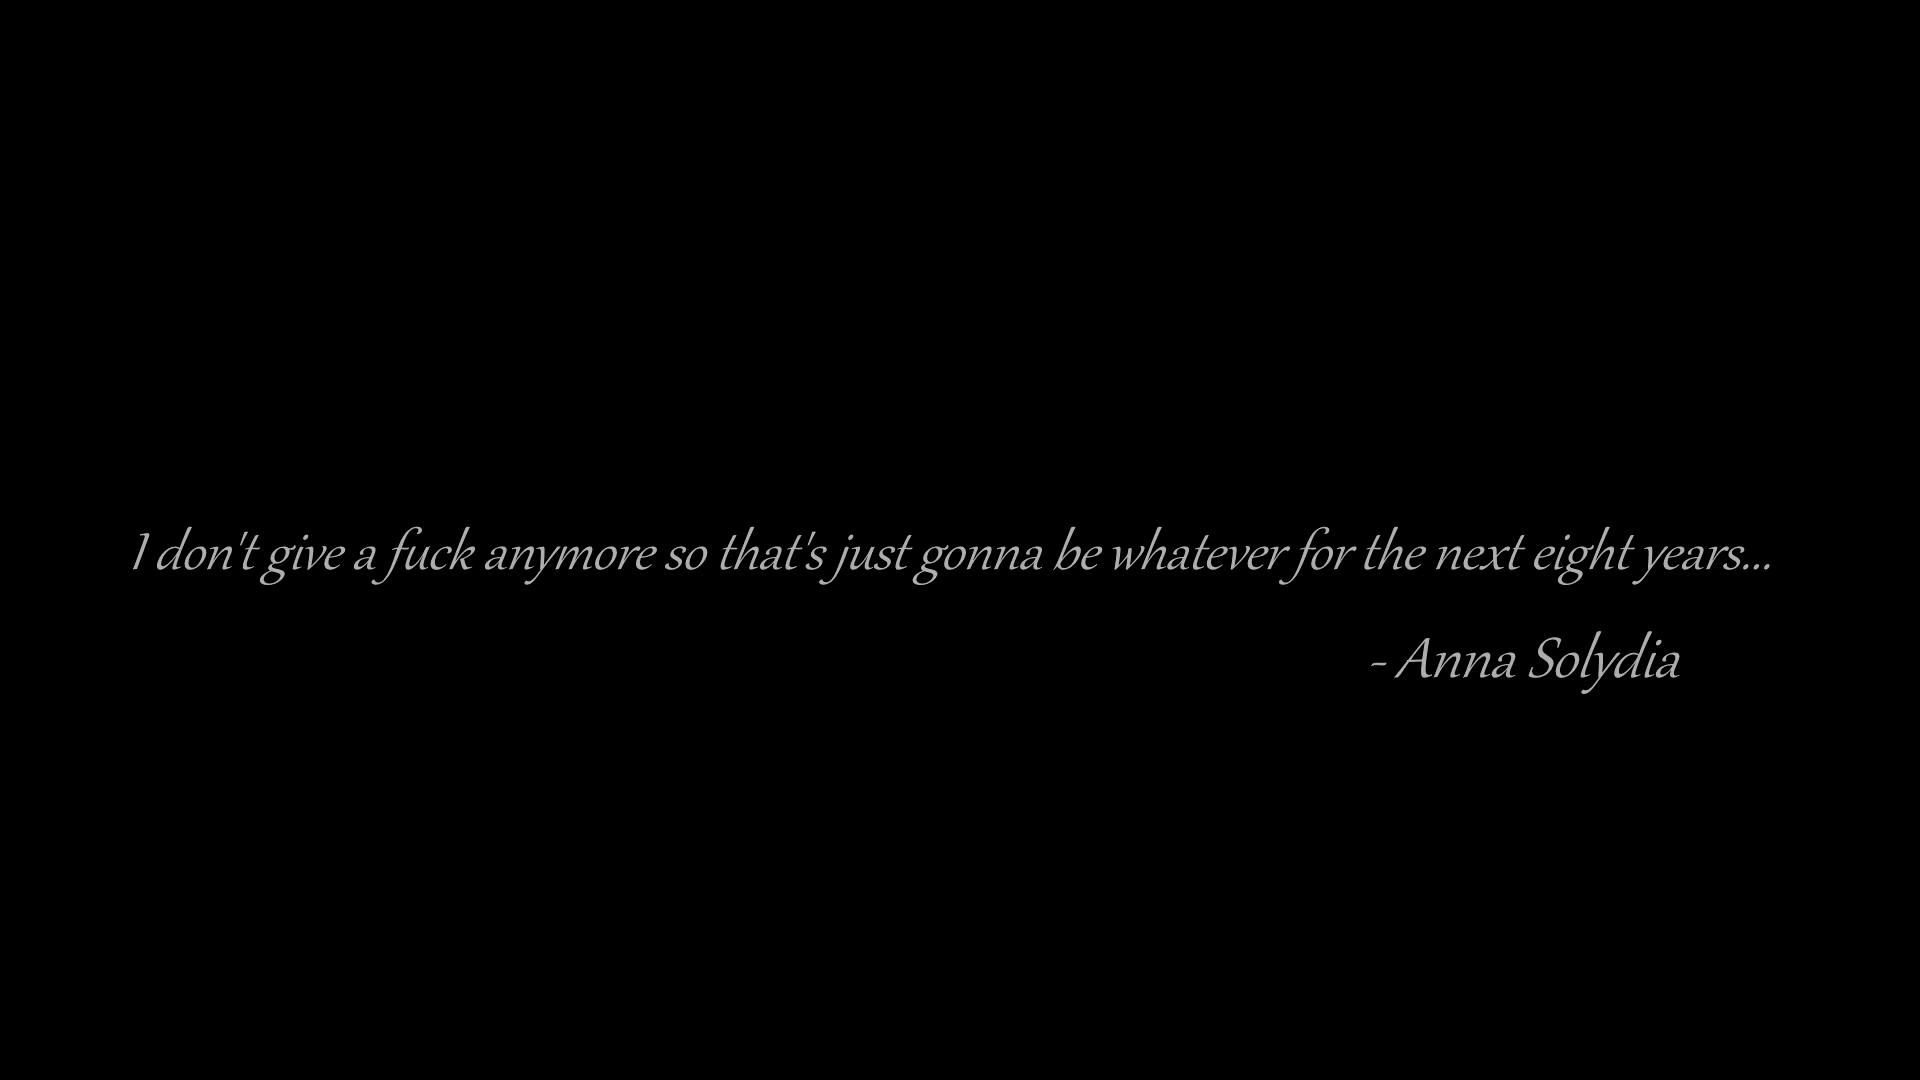 I don't give a fuck anymore so that's just gonna be whatever for the next eight years...
- Anna Solydia